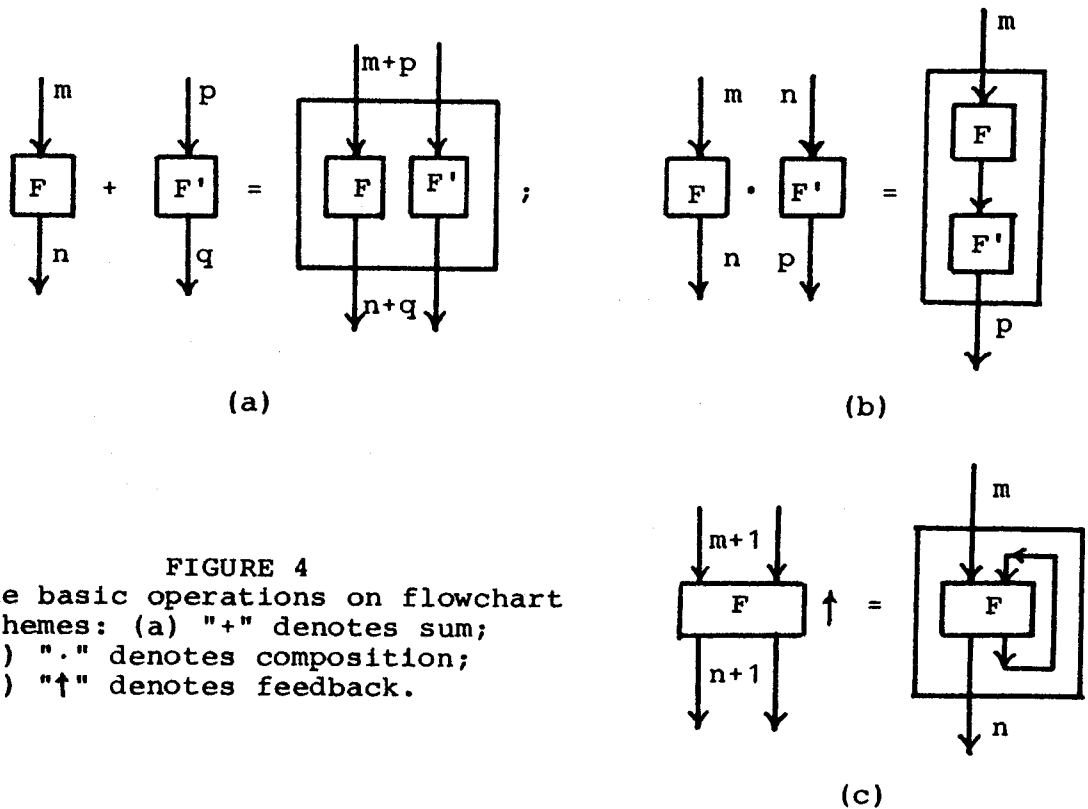 m
p
m+p
F
+
F'
=
F
F'
;
n
q
n+q
(a)
m
m
n
F
F
.
F'
=
F'
n
p
p
(b)
m
m+1
F
↑
=
F
n+1
n
(c)
FIGURE 4
e basic operations on flowchart
hemes: (a) "+" denotes sum;
) "." denotes composition;
) "↑" denotes feedback.